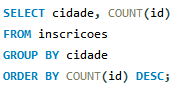 SELECT cidade, COUNT(id)
FROM inscricoes
GROUP BY cidade
ORDER BY COUNT(id) DESC;